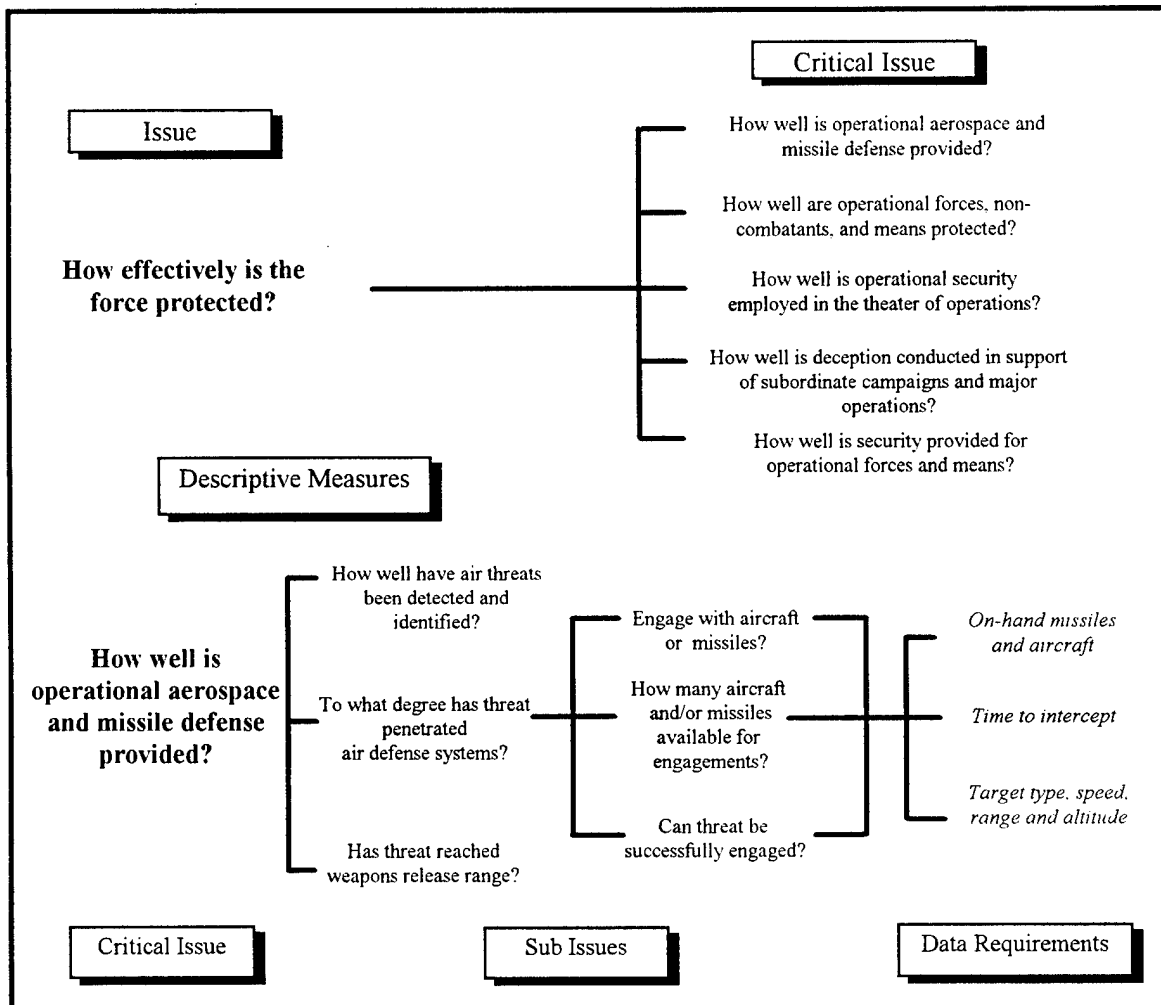 Critical Issue
Issue
How well is operational aerospace and
missile defense provided?
How well are operational forces, non-
combatants, and means protected?
How effectively is the
force protected?
How well is operational security
employed in the theater of operations?
How well is deception conducted in support
of subordinate campaigns and major
operations?
How well is security provided for
operational forces and means?
Descriptive Measures
How well is
operational aerospace
and missile defense
provided?
How well have air threats
been detected and
identified?
To what degree has threat
penetrated
air defense systems?
Has threat reached
weapons release range?
Engage with aircraft
or missiles?
How many aircraft
and/or missiles
available for
engagements?
Can threat be
successfully engaged?
On-hand missiles
and aircraft
Time to intercept
Target type, speed,
range and altitude
Critical Issue
Sub Issues
Data Requirements